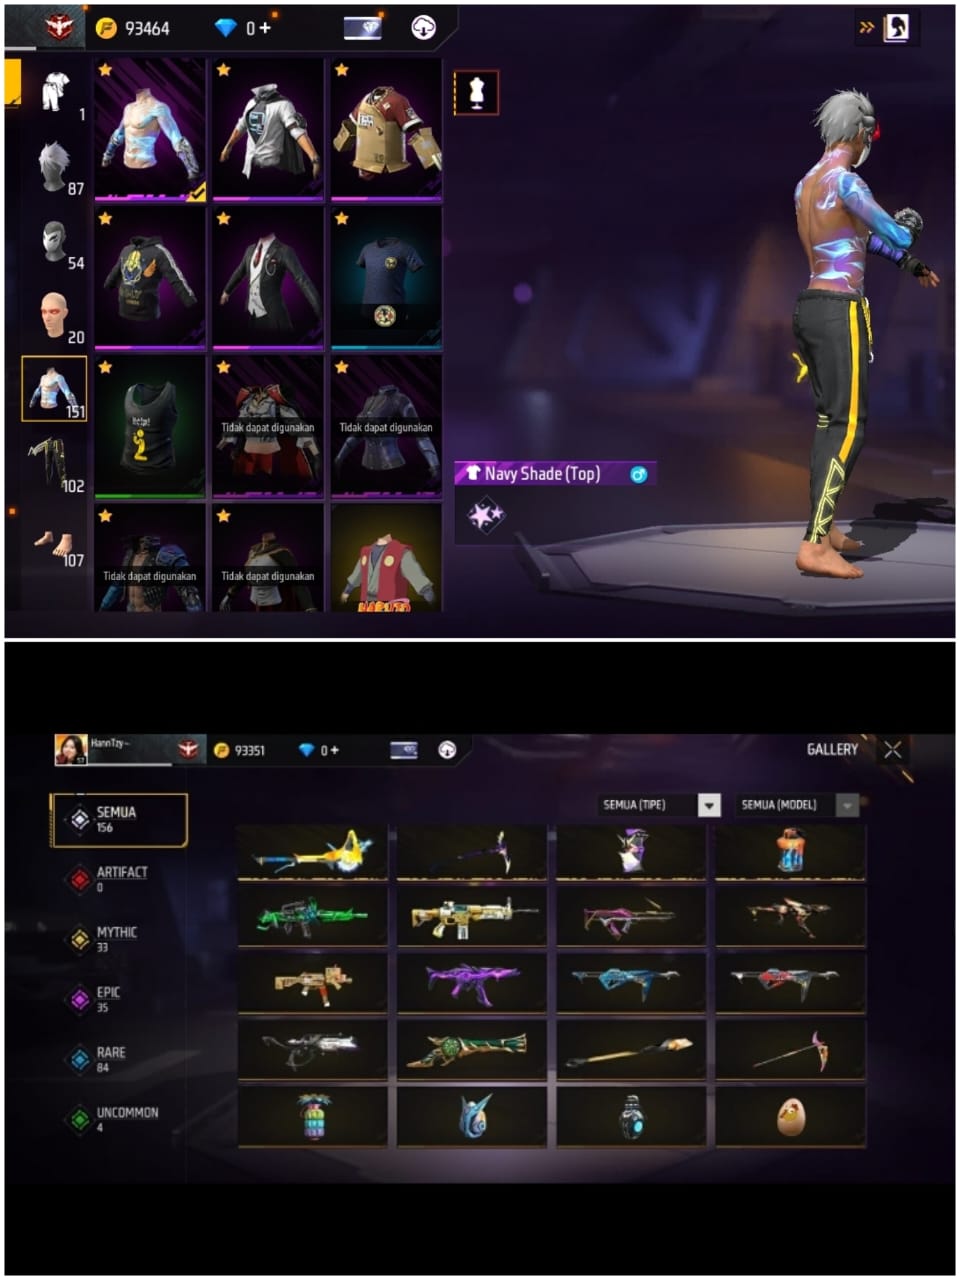 93464
0 +
1
87
54
20
151
102
107
Tidak dapat digunakan
Tidak dapat digunakan
Tidak dapat digunakan
Tidak dapat digunakan
NARUTO
Navy Shade (Top)
HannTzy~
57
93351
0 +
GALLERY
SEMUA
156
SEMUA (TIPE)
SEMUA (MODEL)
ARTIFACT
0
MYTHIC
33
EPIC
35
RARE
84
UNCOMMON
4